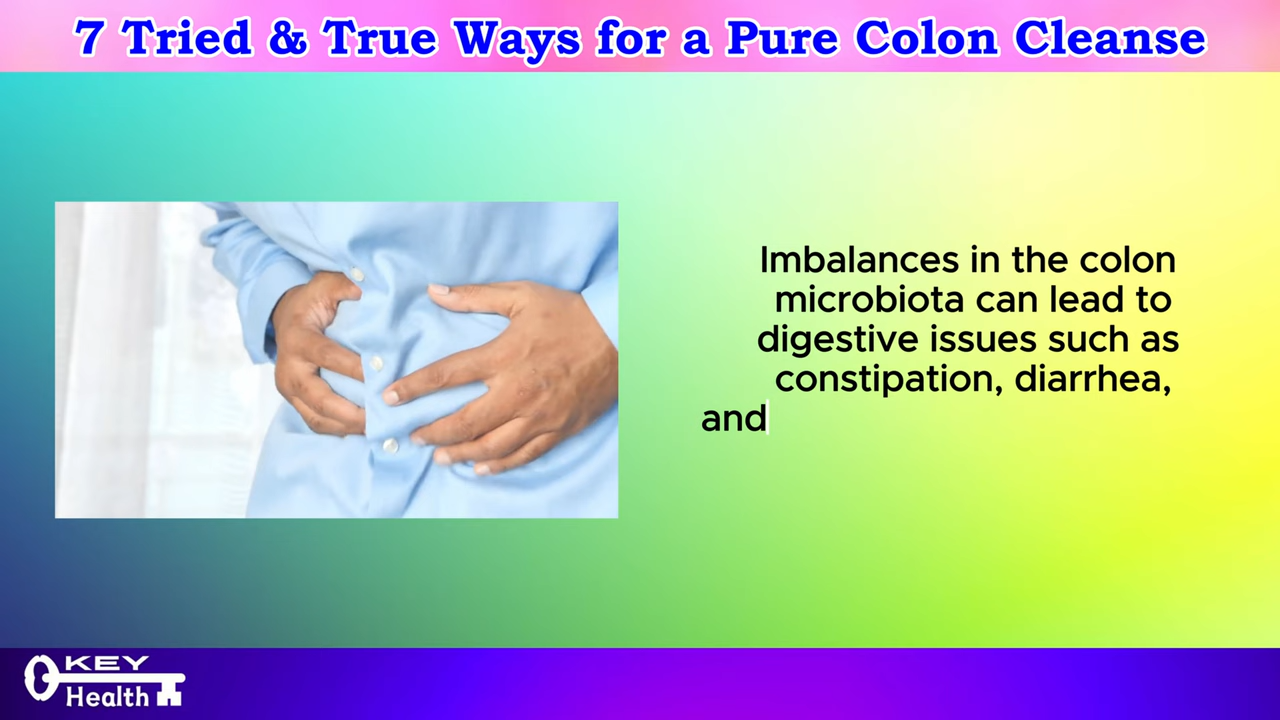 7 Tried & True Ways for a Pure Colon Cleanse
Imbalances in the colon
microbiota can lead to
digestive issues such as
constipation, diarrhea,
and
KEY
Health